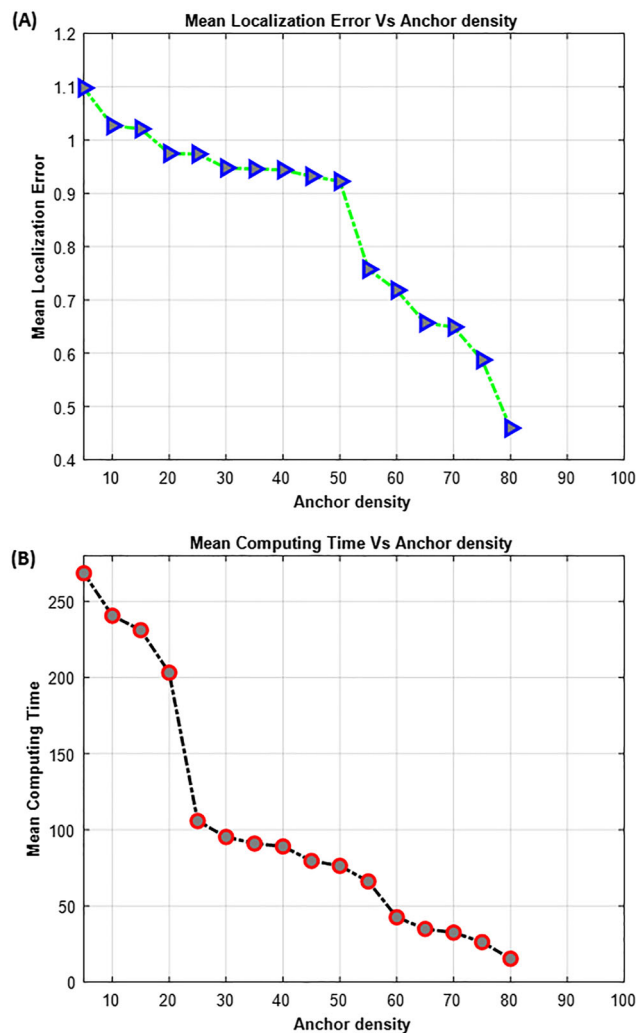 (A)
Mean Localization Error Vs Anchor density
1.2
1.1
1
0.9
0.8
0.7
0.6
0.5
0.4
Mean Localization Error
10 20 30 40 50 60 70 80 90 100
Anchor density
(B)
Mean Computing Time Vs Anchor density
250
200
150
100
50
0
Mean Computing Time
10 20 30 40 50 60 70 80 90 100
Anchor density